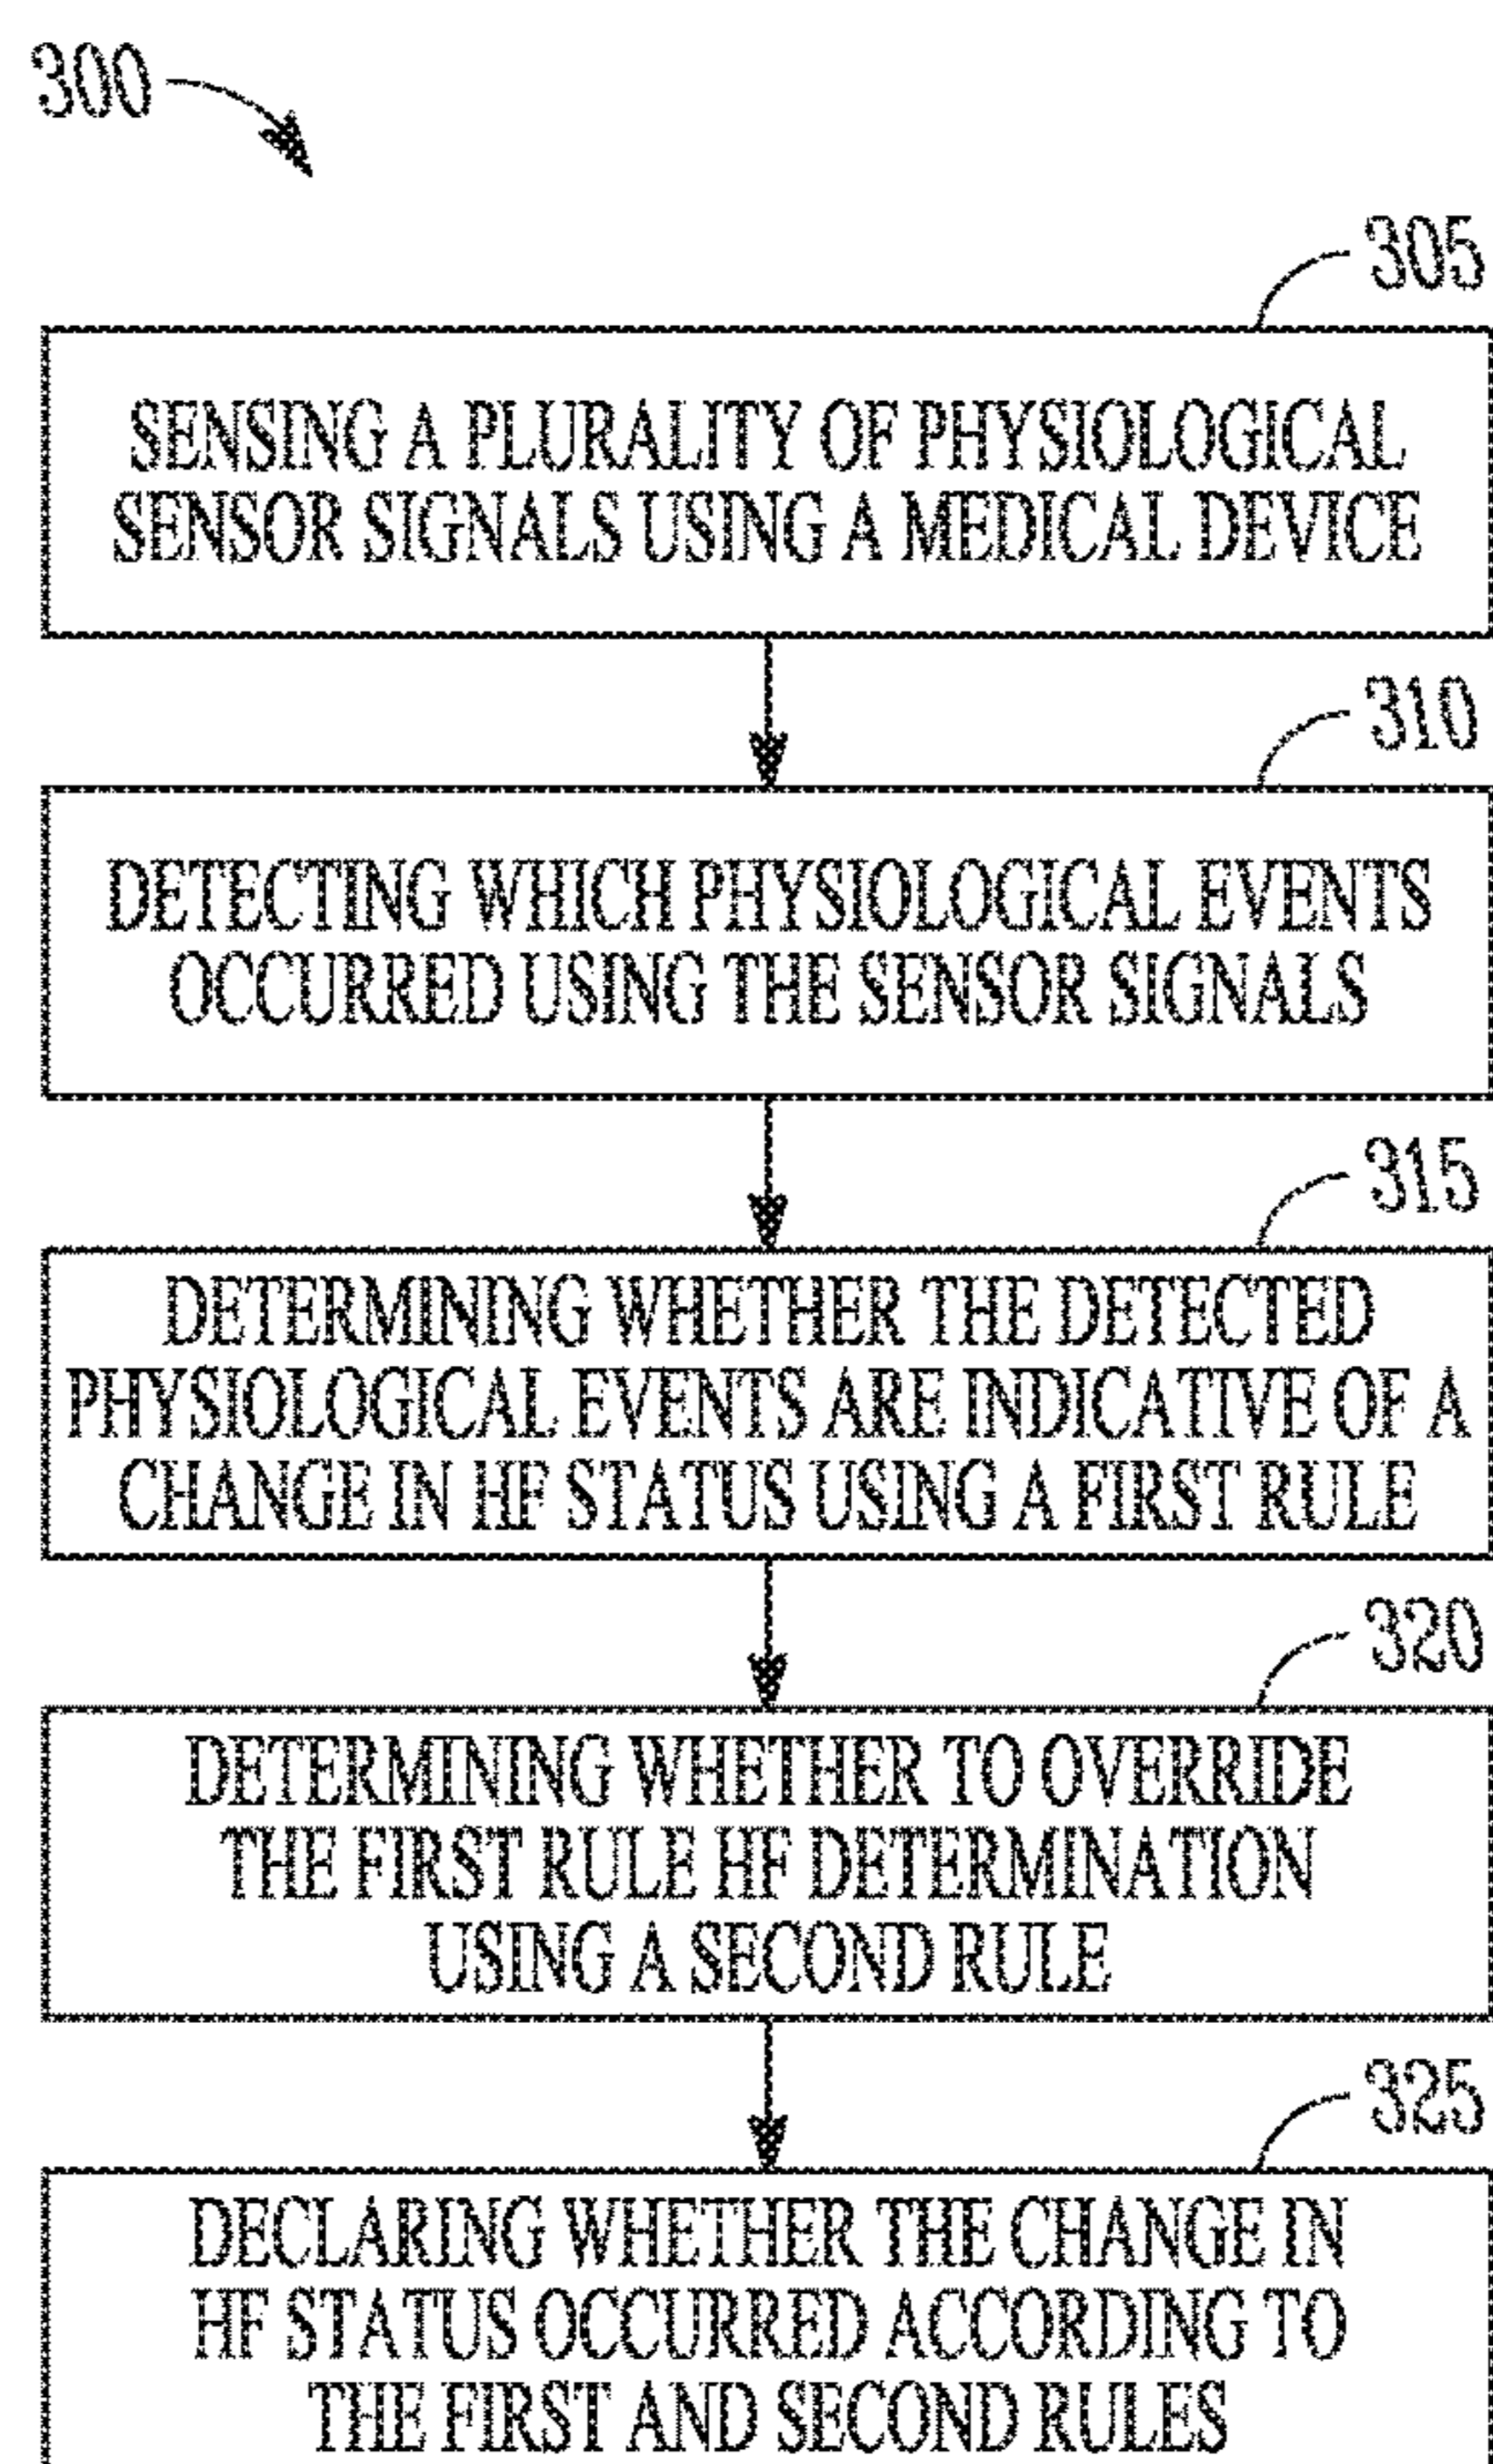 300
305
SENSING A PLURALITY OF PHYSIOLOGICAL
SENSOR SIGNALS USING A MEDICAL DEVICE
310
DETECTING WHICH PHYSIOLOGICAL EVENTS
OCCURRED USING THE SENSOR SIGNALS
315
DETERMINING WHETHER THE DETECTED
PHYSIOLOGICAL EVENTS ARE INDICATIVE OF A
CHANGE IN HF STATUS USING A FIRST RULE
320
DETERMINING WHETHER TO OVERRIDE
THE FIRST RULE HF DETERMINATION
USING A SECOND RULE
325
DECLARING WHETHER THE CHANGE IN
HF STATUS OCCURRED ACCORDING TO
THE FIRST AND SECOND RULES